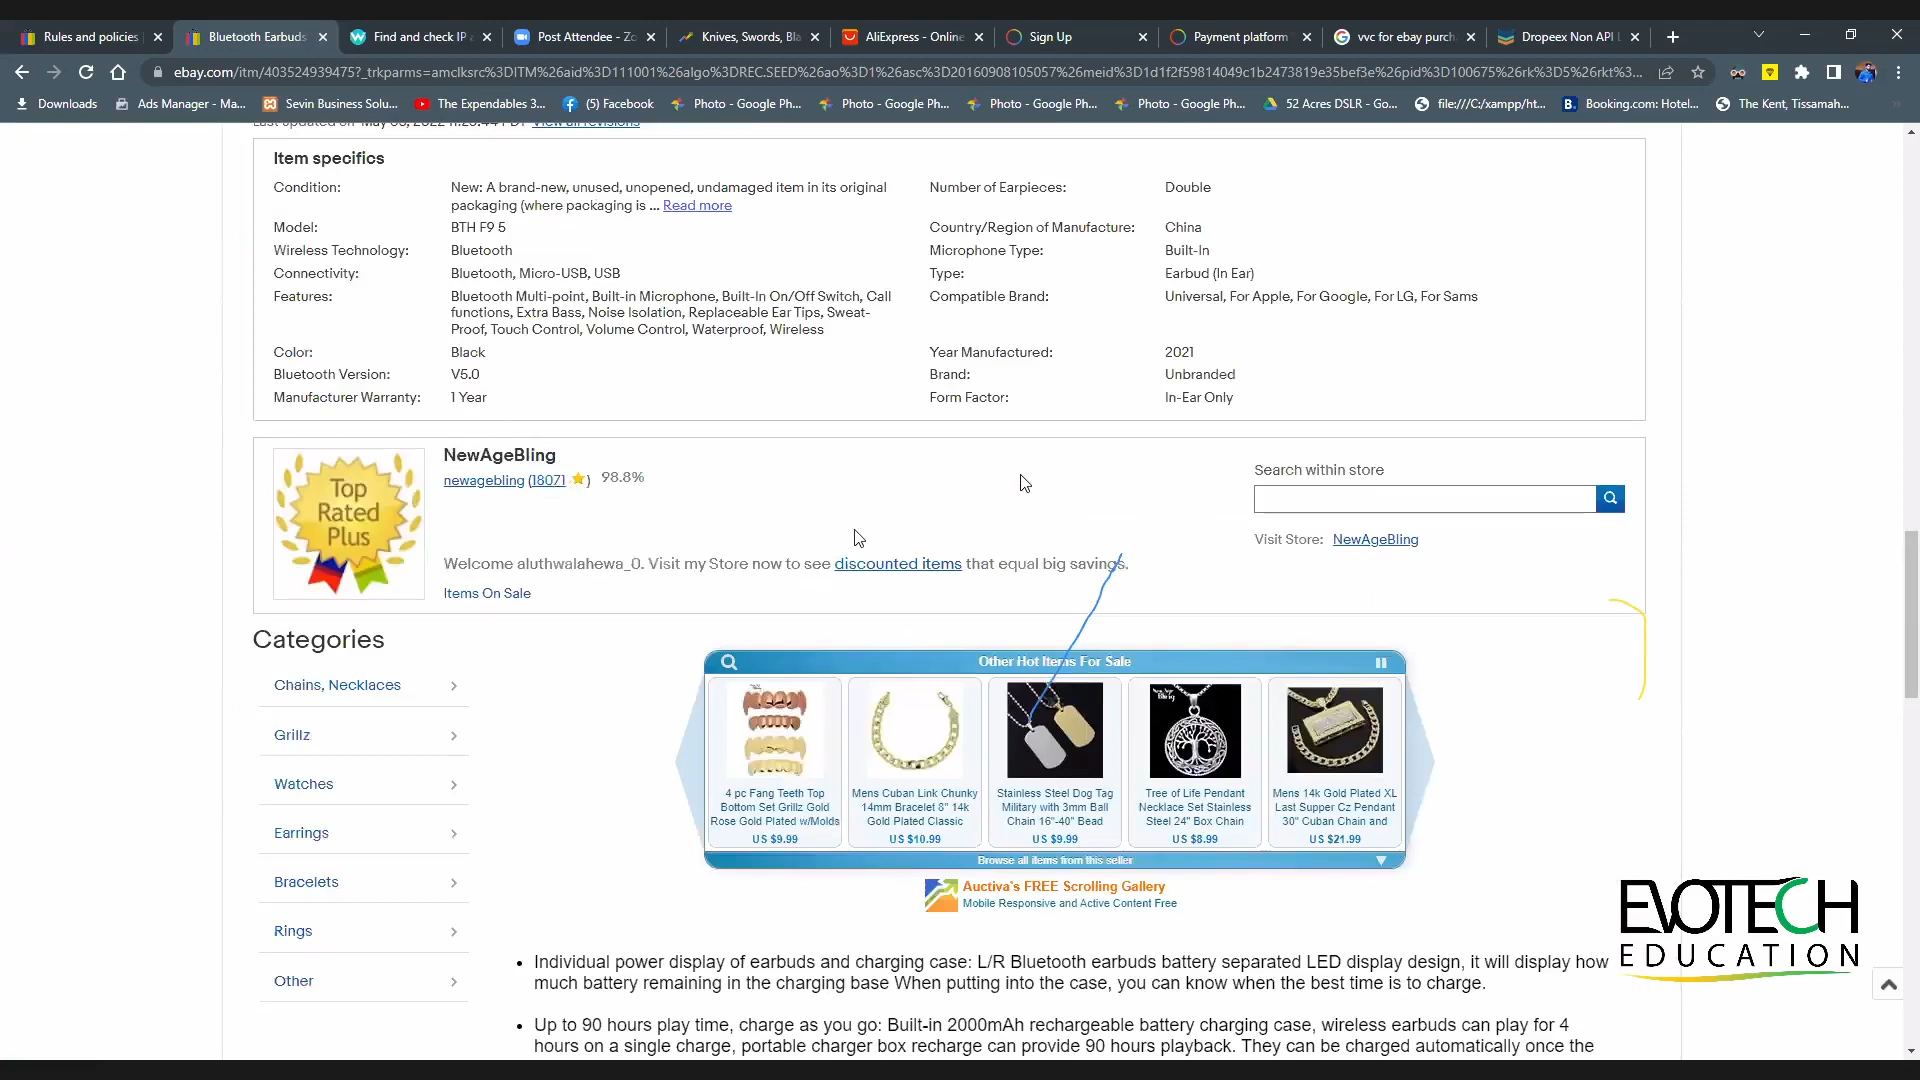 Rules and policies
Bluetooth Earbuds
Find and check IP
Post Attendee - Zo
Knives, Swords, Bla
AliExpress - Online
Sign Up
Payment platform
vvc for ebay purch
Dropeex Non API L
ebay.com/itm/403524939475?_trkparms=amclksrc%3DITM%26aid%3D111001%26algo%3DREC.SEED%26ao%3D1%26asc%3D20160908105057%26meid%3D1d1f2f59814049c1b2473819e35bef3e%26pid%3D100675%26rk%3D5%26rkt%3...
Downloads
Ads Manager - Ma...
Sevin Business Solu...
The Expendables 3...
(5) Facebook
Photo - Google Ph...
Photo - Google Ph...
Photo - Google Ph...
Photo - Google Ph...
52 Acres DSLR - Go...
file:///C:/xampp/ht...
Booking.com: Hotel...
The Kent, Tissamah...
Item specifics
Condition: New: A brand-new, unused, unopened, undamaged item in its original
packaging (where packaging is ... Read more
Number of Earpieces: Double
Model: BTH F9 5
Country/Region of Manufacture: China
Wireless Technology: Bluetooth
Microphone Type: Built-In
Connectivity: Bluetooth, Micro-USB, USB
Type: Earbud (In Ear)
Features: Bluetooth Multi-point, Built-in Microphone, Built-In On/Off Switch, Call
functions, Extra Bass, Noise Isolation, Replaceable Ear Tips, Sweat-
Proof, Touch Control, Volume Control, Waterproof, Wireless
Compatible Brand: Universal, For Apple, For Google, For LG, For Sams
Color: Black
Year Manufactured: 2021
Bluetooth Version: V5.0
Brand: Unbranded
Manufacturer Warranty: 1 Year
Form Factor: In-Ear Only
Top
Rated
Plus
NewAgeBling
newagebling (18071 ) 98.8%
Welcome aluthwalahewa_0. Visit my Store now to see discounted items that equal big savings.
Items On Sale
Search within store
Visit Store: NewAgeBling
Categories
Chains, Necklaces
Grillz
Watches
Earrings
Bracelets
Rings
Other
Other Hot Items For Sale
4 pc Fang Teeth Top
Bottom Set Grillz Gold
Rose Gold Plated w/Molds
US $9.99
Mens Cuban Link Chunky
14mm Bracelet 8" 14k
Gold Plated Classic
US $10.99
Stainless Steel Dog Tag
Military with 3mm Ball
Chain 16"-40" Bead
US $9.99
Tree of Life Pendant
Necklace Set Stainless
Steel 24" Box Chain
US $8.99
Mens 14k Gold Plated XL
Last Supper Cz Pendant
30" Cuban Chain and
US $21.99
Browse all items from this seller
Auctiva's FREE Scrolling Gallery
Mobile Responsive and Active Content Free
• Individual power display of earbuds and charging case: L/R Bluetooth earbuds battery separated LED display design, it will display how
much battery remaining in the charging base When putting into the case, you can know when the best time is to charge.
• Up to 90 hours play time, charge as you go: Built-in 2000mAh rechargeable battery charging case, wireless earbuds can play for 4
hours on a single charge, portable charger box recharge can provide 90 hours playback. They can be charged automatically once the
EVOTECH
EDUCATION